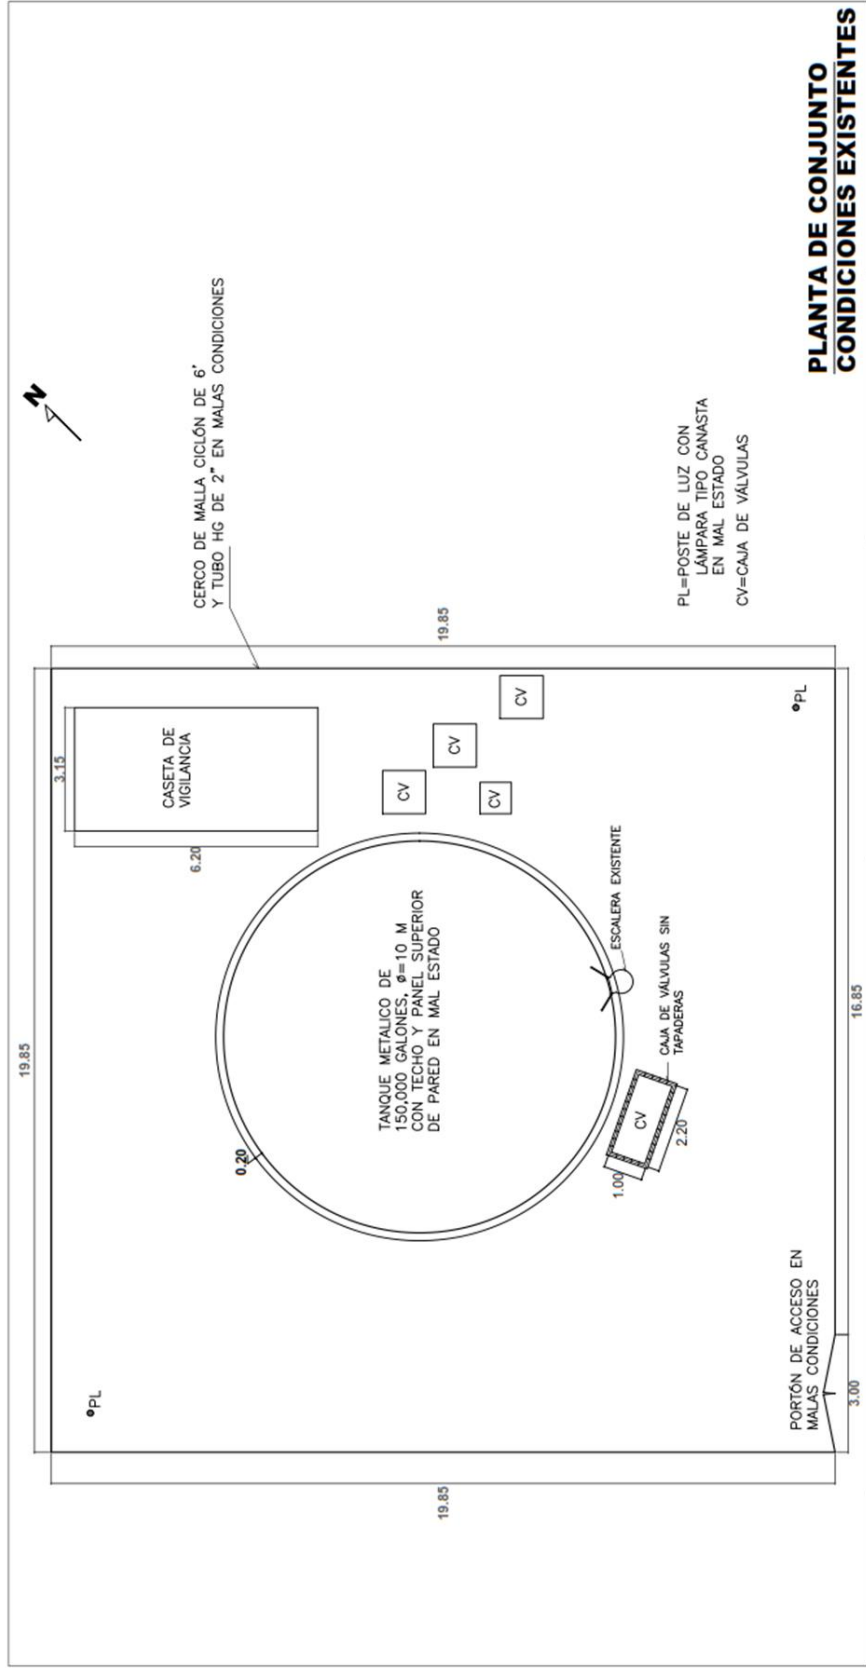 PLANTA DE CONJUNTO
CONDICIONES EXISTENTES
N
CERCO DE MALLA CICLÓN DE 6'
Y TUBO HG DE 2" EN MALAS CONDICIONES
PL=POSTE DE LUZ CON
LÁMPARA TIPO CANASTA
EN MAL ESTADO
CV=CAJA DE VÁLVULAS
19.85
19.85
19.85
16.85
3.00
3.15
6.20
CASETA DE
VIGILANCIA
CV
CV
CV
CV
PL
PL
TANQUE METALICO DE
150,000 GALONES, ø=10 M
CON TECHO Y PANEL SUPERIOR
DE PARED EN MAL ESTADO
0.20
ESCALERA EXISTENTE
CAJA DE VÁLVULAS SIN
TAPADERAS
CV
1.00
2.20
PORTÓN DE ACCESO EN
MALAS CONDICIONES